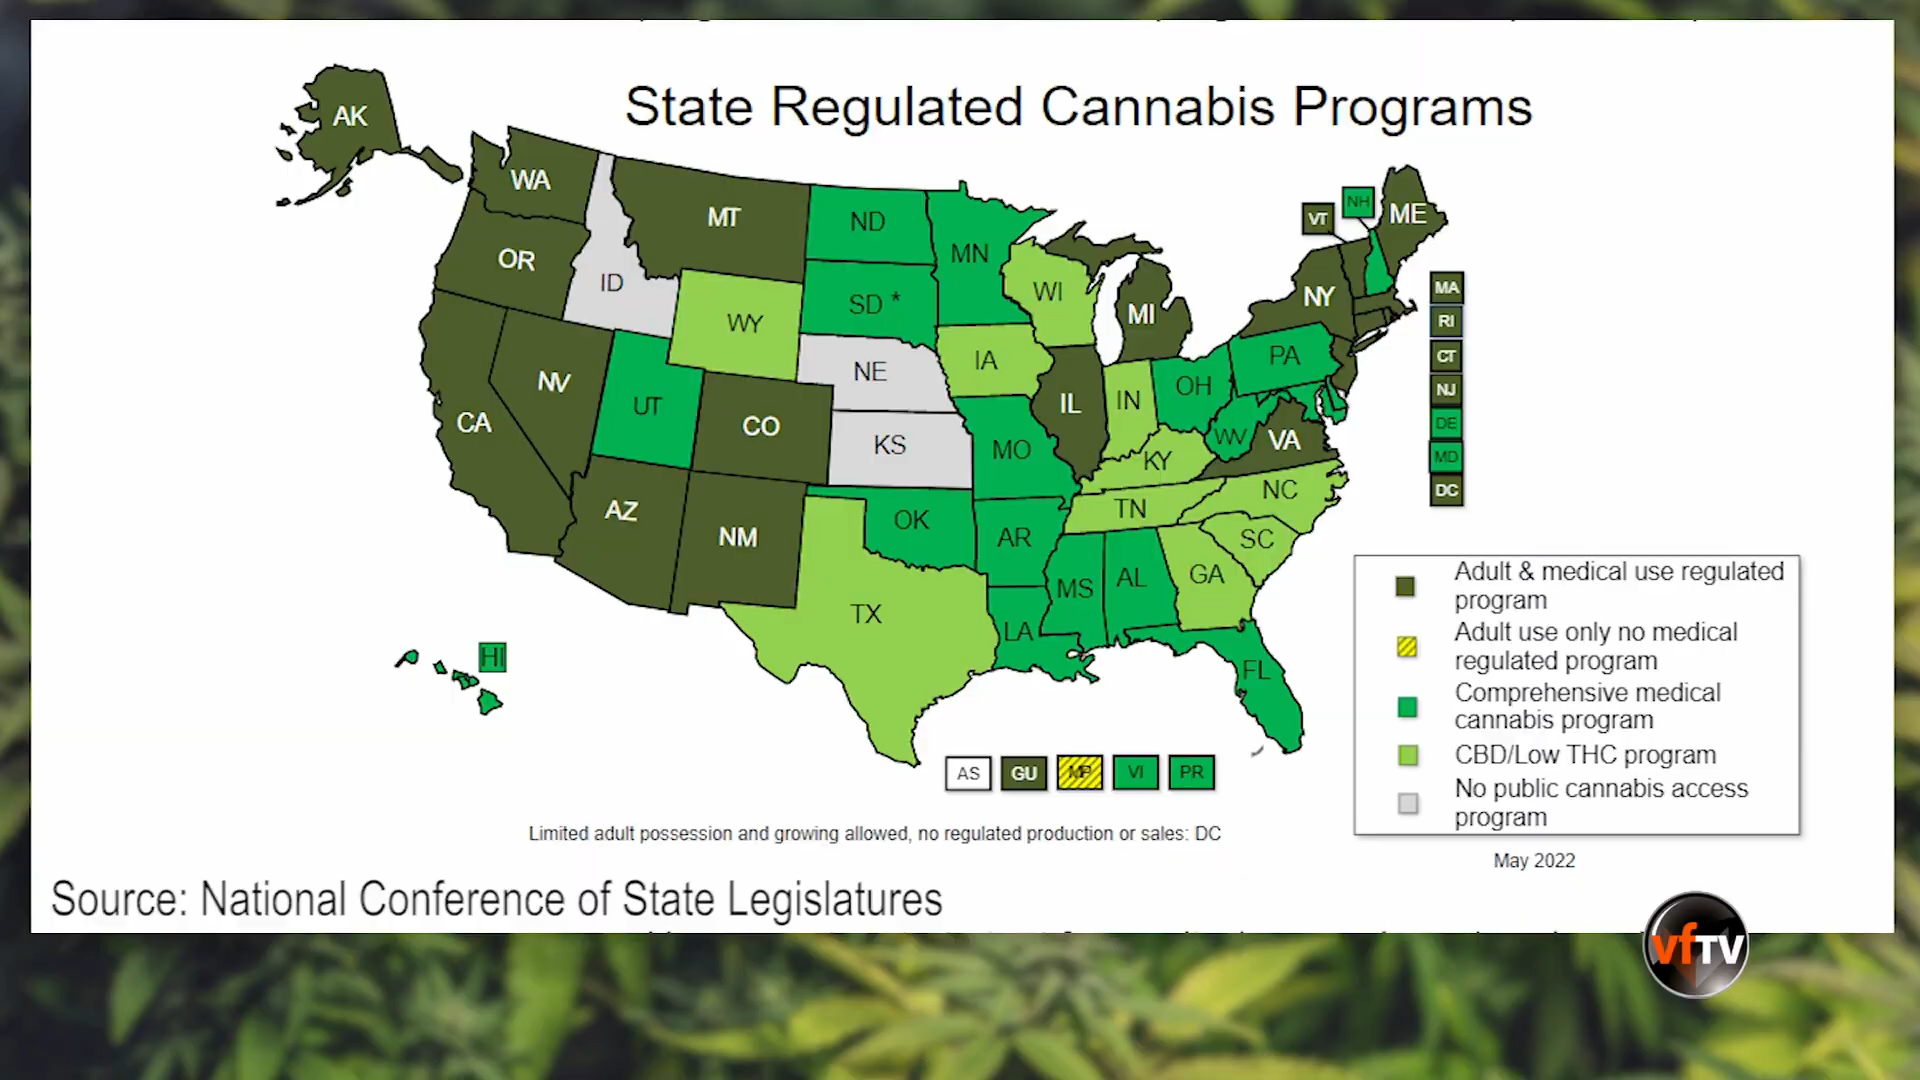 State Regulated Cannabis Programs
AK
WA
MT
ND
MN
VT
NH
ME
OR
ID
SD *
WI
MI
NY
MA
WY
RI
NV
NE
IA
PA
CT
UT
CO
IL
IN
OH
NJ
CA
KS
MO
WV
VA
DE
KY
MD
AZ
NM
OK
AR
TN
NC
DC
SC
TX
MS
AL
GA
LA
FL
HI
Adult & medical use regulated
program
Adult use only no medical
regulated program
Comprehensive medical
cannabis program
CBD/Low THC program
No public cannabis access
program
AS
GU
MP
VI
PR
Limited adult possession and growing allowed, no regulated production or sales: DC
May 2022
Source: National Conference of State Legislatures
vfTV